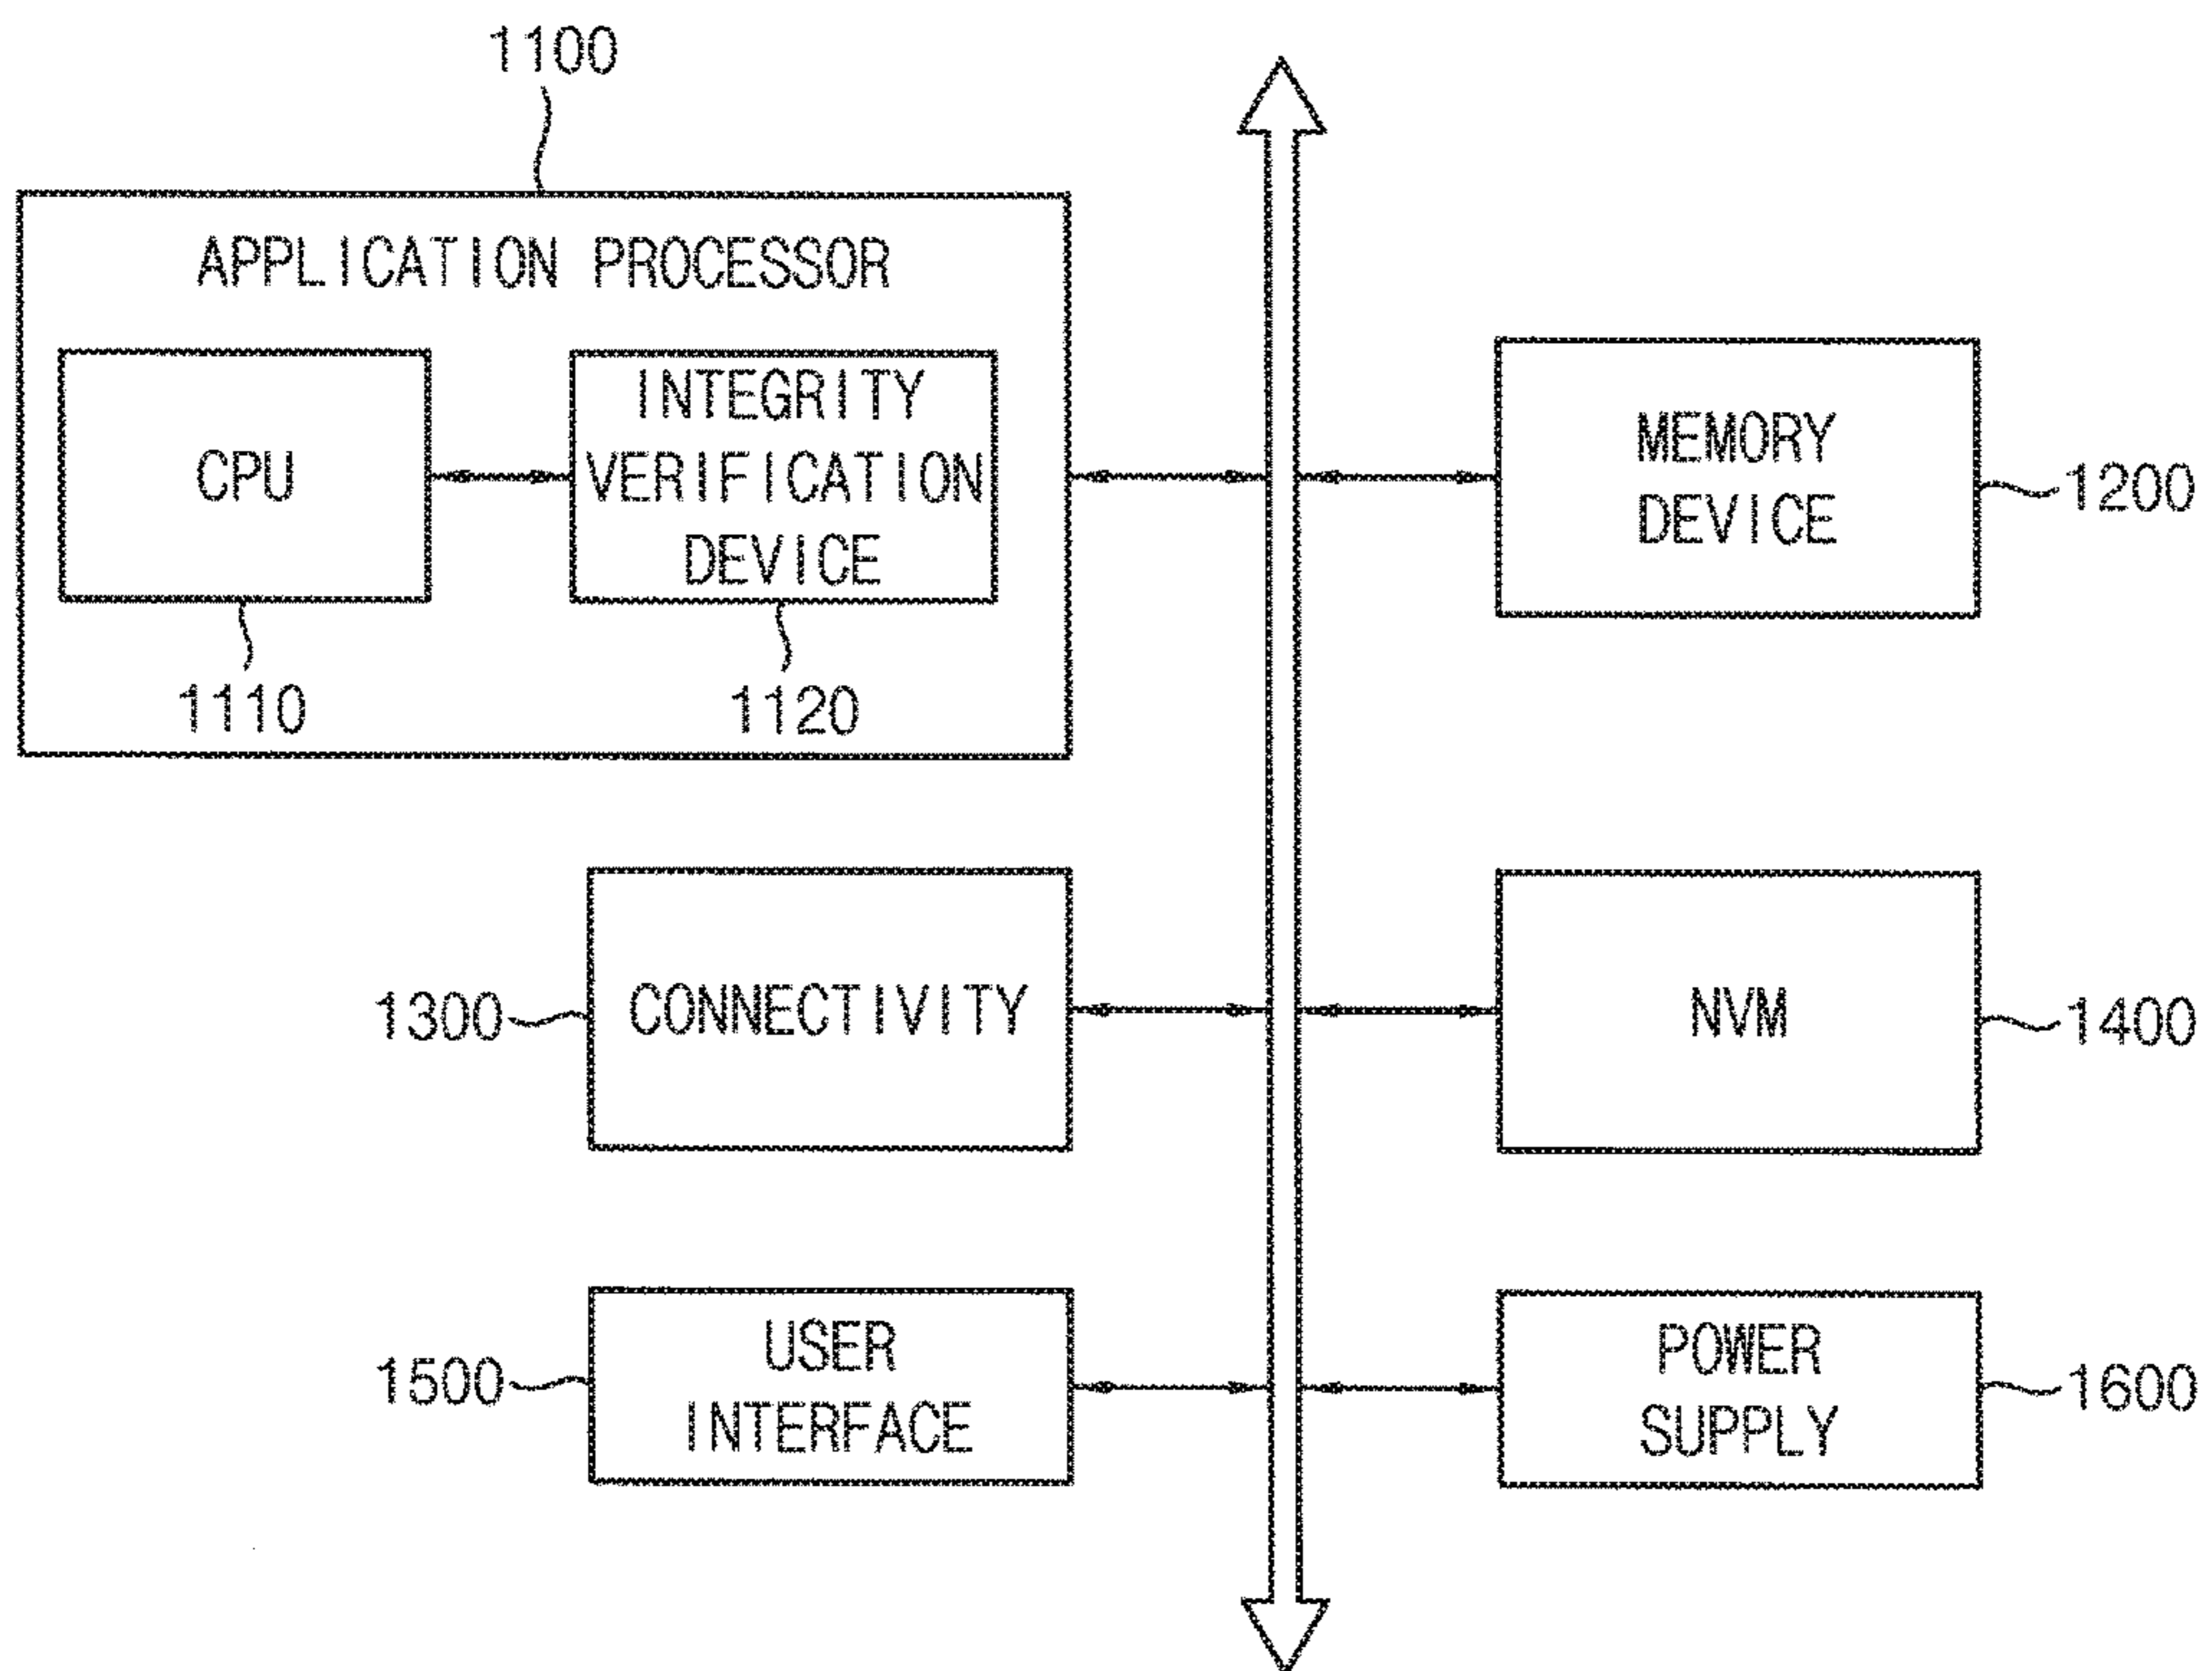 1100
APPLICATION PROCESSOR
CPU
INTEGRITY
VERIFICATION
DEVICE
1110
1120
MEMORY
DEVICE
1200
1300
CONNECTIVITY
NVM
1400
1500
USER
INTERFACE
POWER
SUPPLY
1600